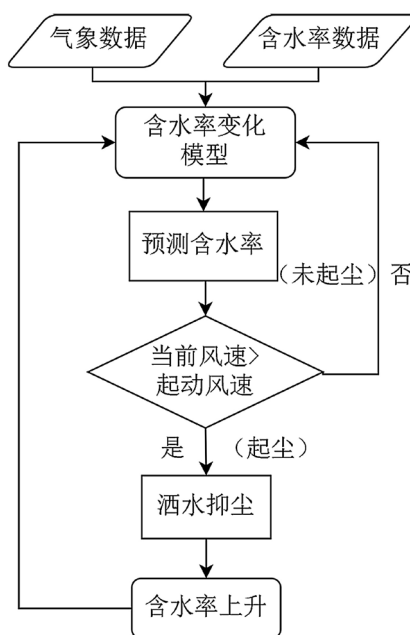 气象数据
含水率数据
含水率变化
模型
预测含水率
（未起尘）否
当前风速>
起动风速
是 （起尘）
洒水抑尘
含水率上升